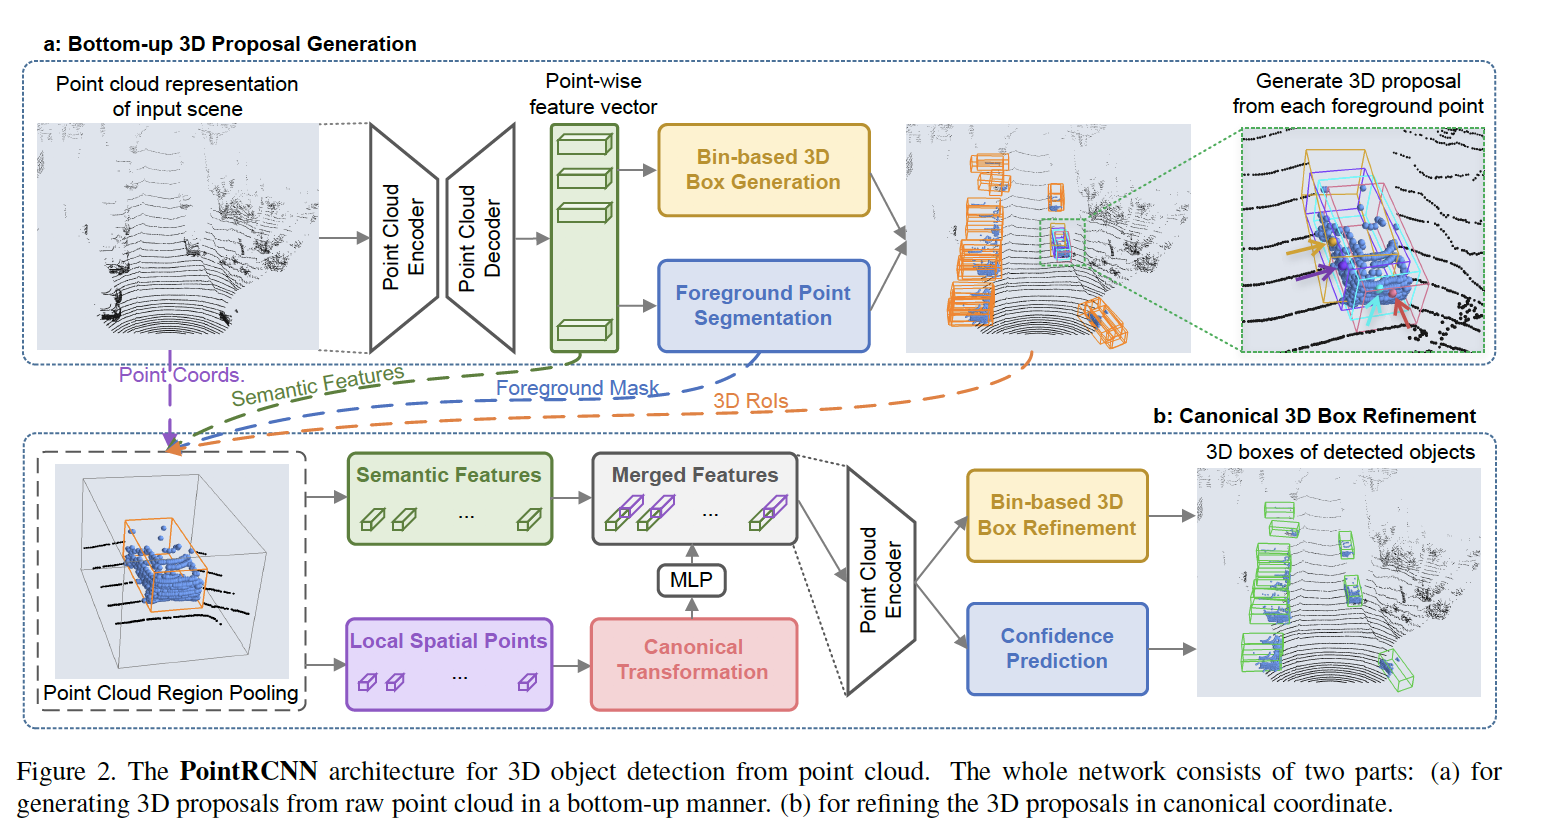 a: Bottom-up 3D Proposal Generation
Point cloud representation
of input scene
Point Cloud
Encoder
Point Cloud
Decoder
Point-wise
feature vector
Bin-based 3D
Box Generation
Foreground Point
Segmentation
Generate 3D proposal
from each foreground point
Point Coords.
Semantic Features
Foreground Mask
3D RoIs
b: Canonical 3D Box Refinement
Point Cloud Region Pooling
Semantic Features
...
Local Spatial Points
...
Merged Features
...
MLP
Canonical
Transformation
Point Cloud
Encoder
Bin-based 3D
Box Refinement
Confidence
Prediction
3D boxes of detected objects
Figure 2. The PointRCNN architecture for 3D object detection from point cloud. The whole network consists of two parts: (a) for
generating 3D proposals from raw point cloud in a bottom-up manner. (b) for refining the 3D proposals in canonical coordinate.